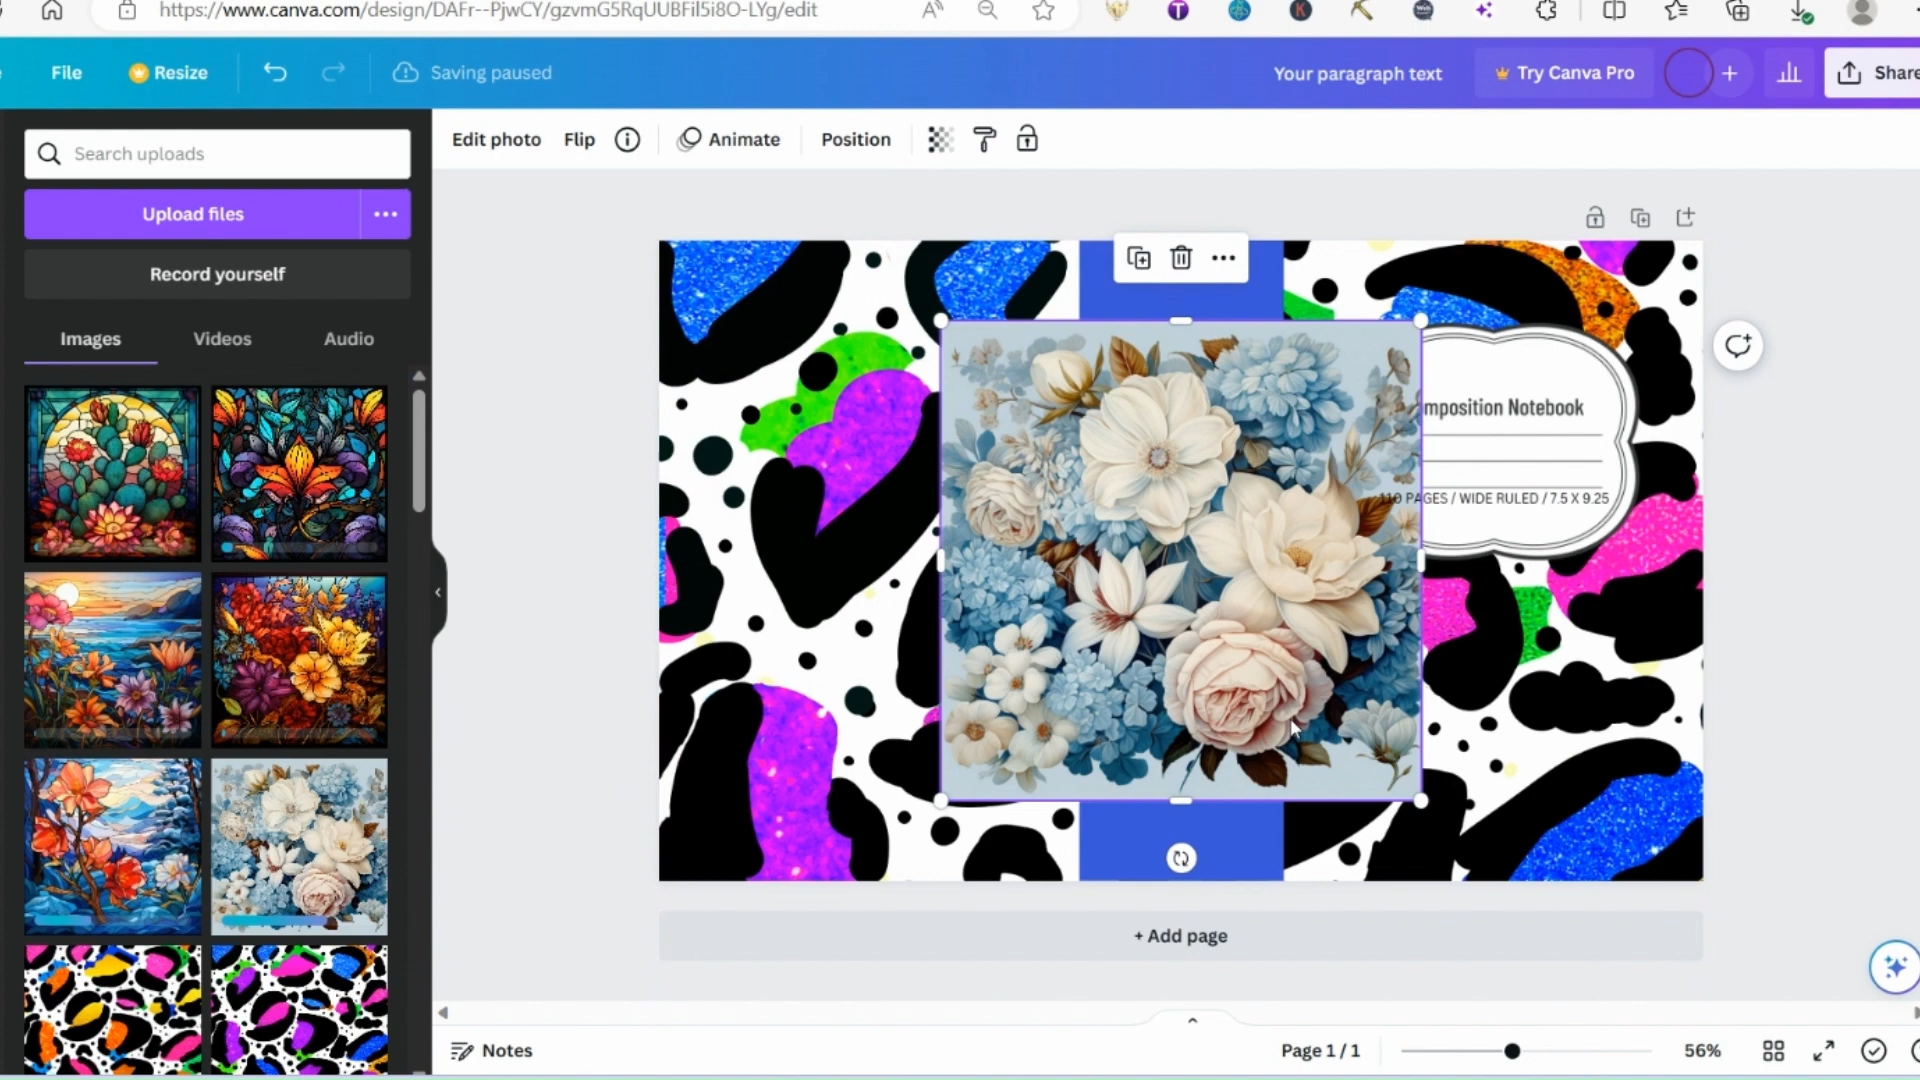 https://www.canva.com/design/DAFr--PjwCY/gzvmG5RqUUBFil5i8O-LYg/edit
File
Resize
Saving paused
Your paragraph text
Try Canva Pro
Share
Search uploads
Edit photo
Flip
Animate
Position
Upload files
Record yourself
Images
Videos
Audio
mposition Notebook
110 PAGES / WIDE RULED / 7.5 X 9.25
+ Add page
Notes
Page 1 / 1
56%